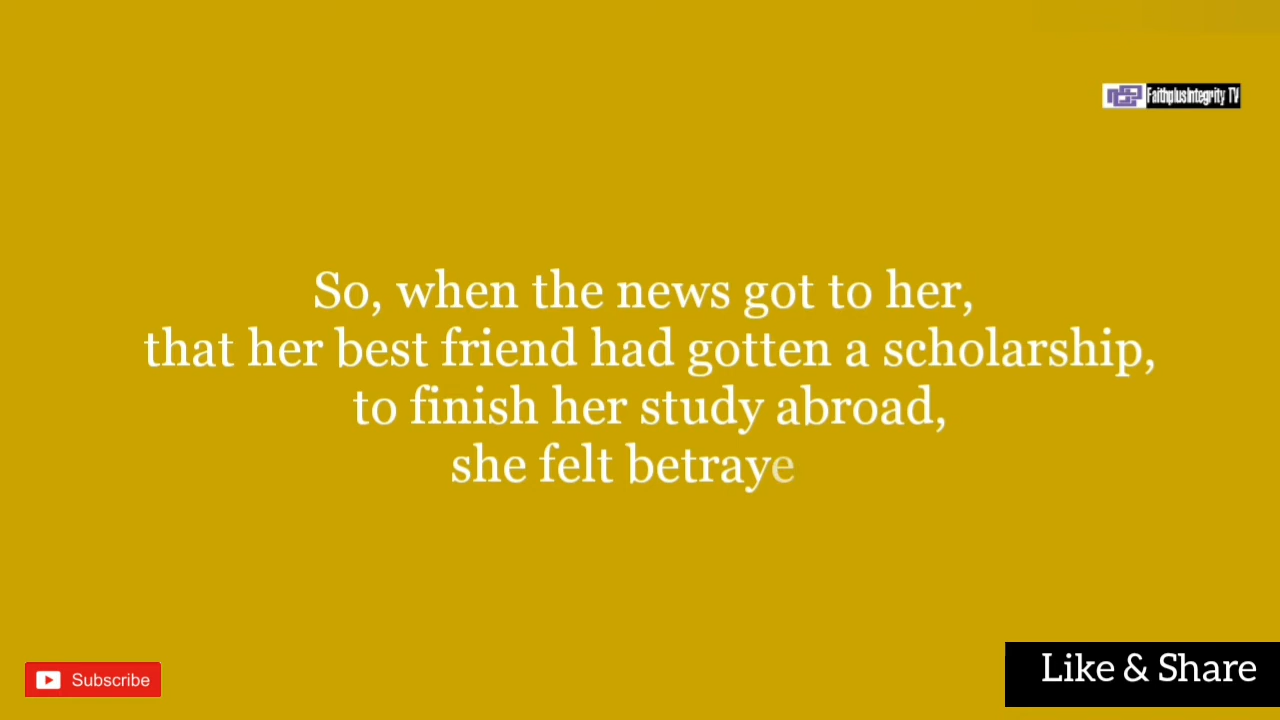 FaithplusIntegrity TV
So, when the news got to her,
that her best friend had gotten a scholarship,
to finish her study abroad,
she felt betraye
Subscribe
Like & Share